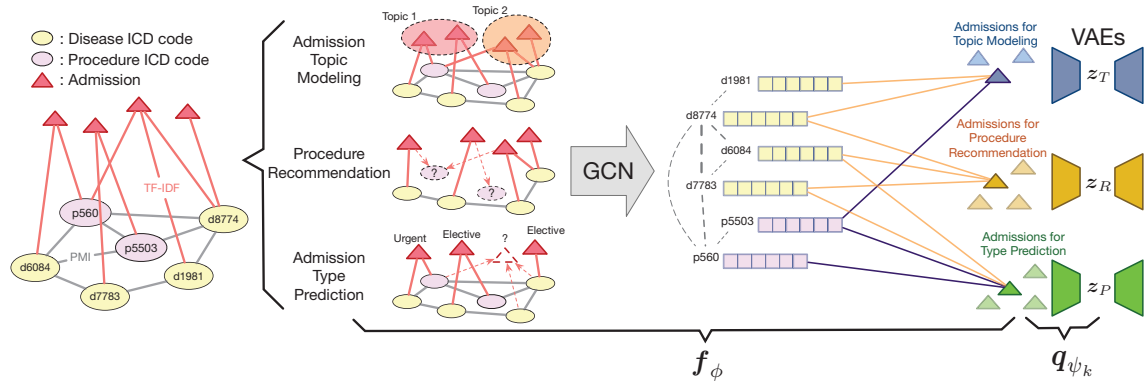 : Disease ICD code
: Procedure ICD code
: Admission
TF-IDF
p560
d8774
p5503
PMI
d6084
d1981
d7783
Admission
Topic
Modeling
Topic 1
Topic 2
Procedure
Recommendation
?
?
Admission
Type
Prediction
Urgent
Elective
?
Elective
GCN
d1981
d8774
d6084
d7783
p5503
p560
Admissions for
Topic Modeling
Admissions for
Procedure
Recommendation
Admissions for
Type Prediction
VAEs
z_T
z_R
z_P
f_ϕ
q_ψ_k